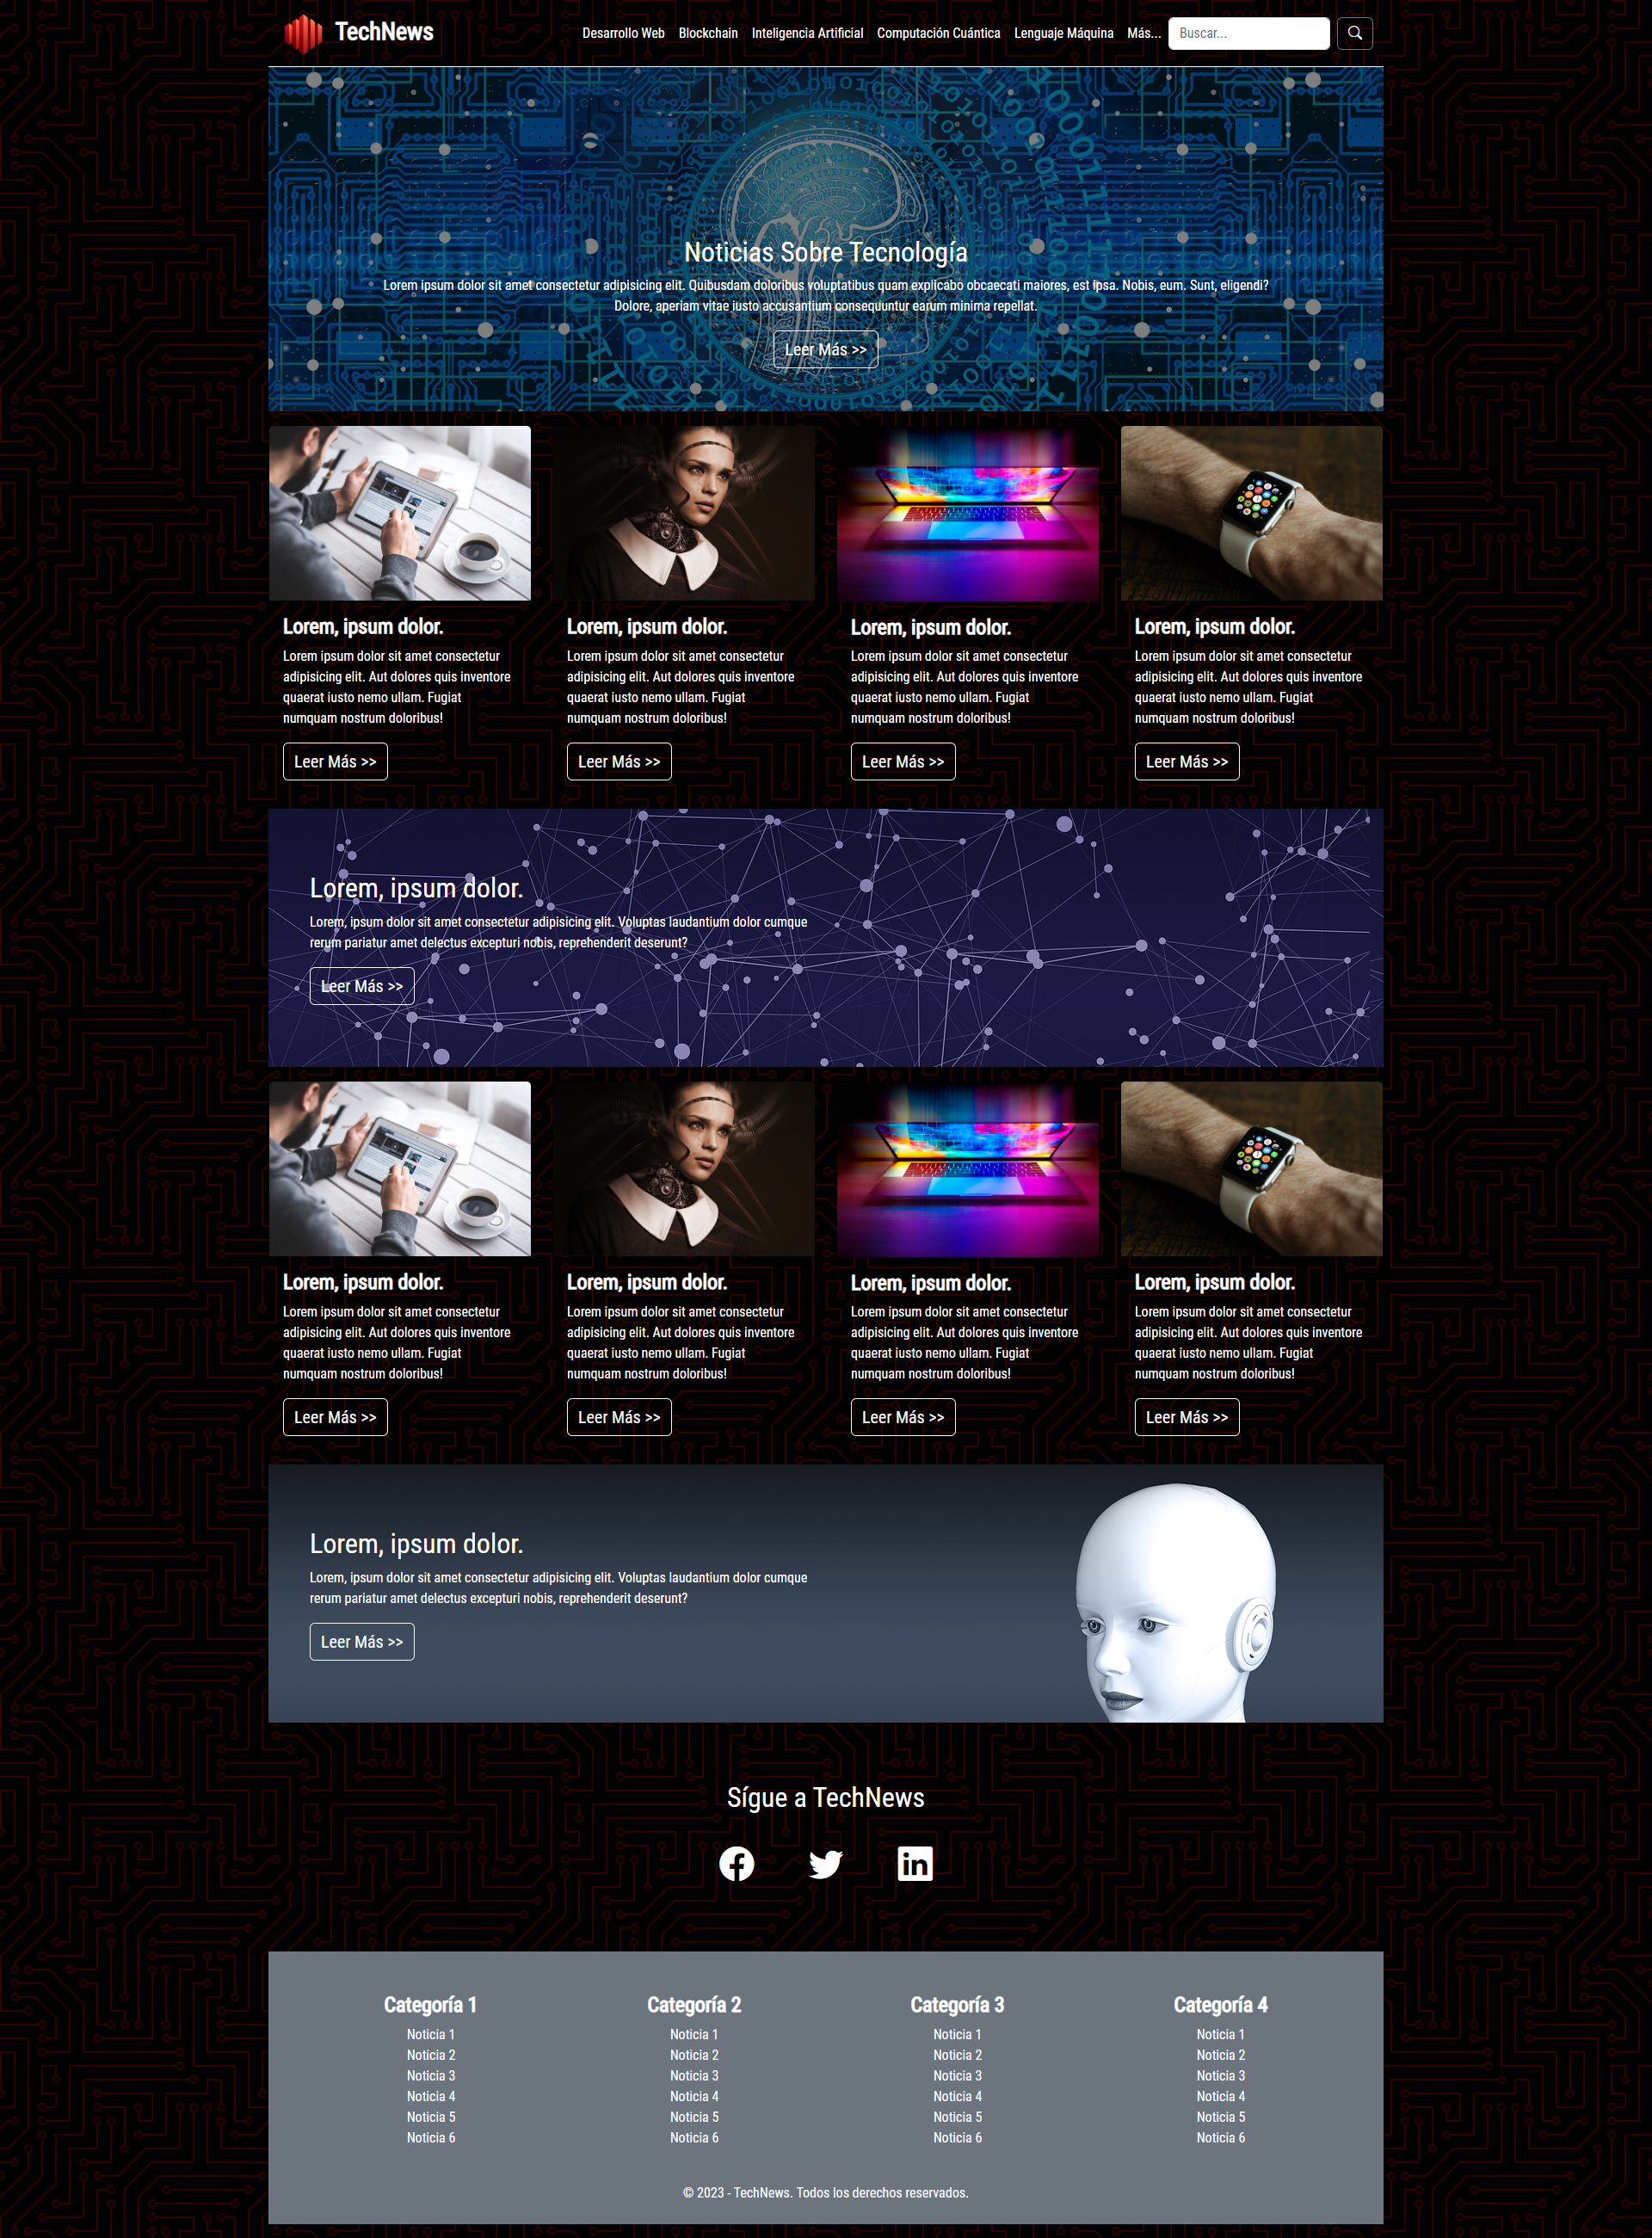 TechNews
Desarrollo Web Blockchain Inteligencia Artificial Computación Cuántica Lenguaje Máquina Más... Buscar...
Noticias Sobre Tecnología
Lorem ipsum dolor sit amet consectetur adipisicing elit. Quibusdam doloribus voluptatibus quam explicabo obcaecati maiores, est ipsa. Nobis, eum. Sunt, eligendi?
Dolore, aperiam vitae iusto accusantium consequuntur earum minima repellat.
Leer Más >>
Lorem, ipsum dolor.
Lorem ipsum dolor sit amet consectetur
adipisicing elit. Aut dolores quis inventore
quaerat iusto nemo ullam. Fugiat
numquam nostrum doloribus!
Leer Más >>
Lorem, ipsum dolor.
Lorem ipsum dolor sit amet consectetur
adipisicing elit. Aut dolores quis inventore
quaerat iusto nemo ullam. Fugiat
numquam nostrum doloribus!
Leer Más >>
Lorem, ipsum dolor.
Lorem ipsum dolor sit amet consectetur
adipisicing elit. Aut dolores quis inventore
quaerat iusto nemo ullam. Fugiat
numquam nostrum doloribus!
Leer Más >>
Lorem, ipsum dolor.
Lorem ipsum dolor sit amet consectetur
adipisicing elit. Aut dolores quis inventore
quaerat iusto nemo ullam. Fugiat
numquam nostrum doloribus!
Leer Más >>
Lorem, ipsum dolor.
Lorem, ipsum dolor sit amet consectetur adipisicing elit. Voluptas laudantium dolor cumque
rerum pariatur amet delectus excepturi nobis, reprehenderit deserunt?
Leer Más >>
Lorem, ipsum dolor.
Lorem ipsum dolor sit amet consectetur
adipisicing elit. Aut dolores quis inventore
quaerat iusto nemo ullam. Fugiat
numquam nostrum doloribus!
Leer Más >>
Lorem, ipsum dolor.
Lorem ipsum dolor sit amet consectetur
adipisicing elit. Aut dolores quis inventore
quaerat iusto nemo ullam. Fugiat
numquam nostrum doloribus!
Leer Más >>
Lorem, ipsum dolor.
Lorem ipsum dolor sit amet consectetur
adipisicing elit. Aut dolores quis inventore
quaerat iusto nemo ullam. Fugiat
numquam nostrum doloribus!
Leer Más >>
Lorem, ipsum dolor.
Lorem ipsum dolor sit amet consectetur
adipisicing elit. Aut dolores quis inventore
quaerat iusto nemo ullam. Fugiat
numquam nostrum doloribus!
Leer Más >>
Lorem, ipsum dolor.
Lorem, ipsum dolor sit amet consectetur adipisicing elit. Voluptas laudantium dolor cumque
rerum pariatur amet delectus excepturi nobis, reprehenderit deserunt?
Leer Más >>
Sígue a TechNews
Categoría 1
Noticia 1
Noticia 2
Noticia 3
Noticia 4
Noticia 5
Noticia 6
Categoría 2
Noticia 1
Noticia 2
Noticia 3
Noticia 4
Noticia 5
Noticia 6
Categoría 3
Noticia 1
Noticia 2
Noticia 3
Noticia 4
Noticia 5
Noticia 6
Categoría 4
Noticia 1
Noticia 2
Noticia 3
Noticia 4
Noticia 5
Noticia 6
© 2023 - TechNews. Todos los derechos reservados.